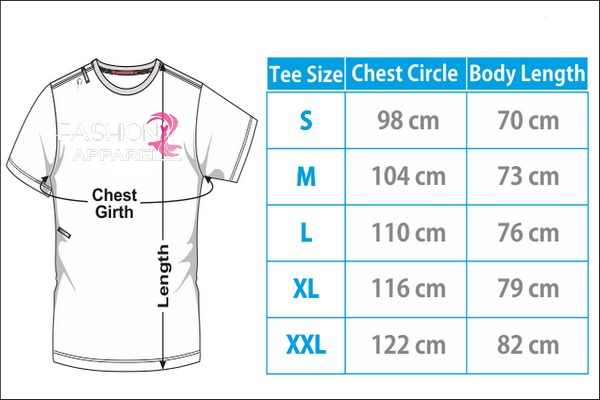 FASHION
APPAREL
Chest
Girth
Length
Tee Size Chest Circle Body Length
S 98 cm 70 cm
M 104 cm 73 cm
L 110 cm 76 cm
XL 116 cm 79 cm
XXL 122 cm 82 cm